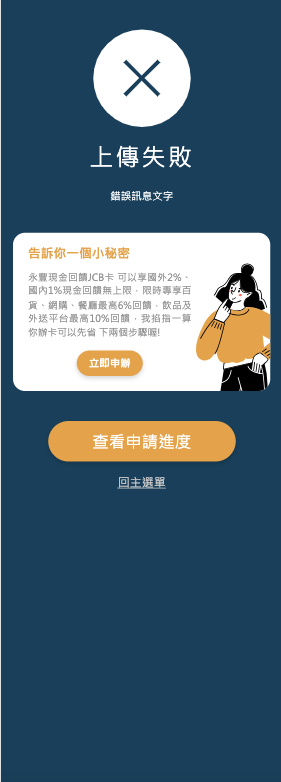 上傳失敗
錯誤訊息文字
告訴你一個小秘密
永豐現金回饋JCB卡 可以享國外2%、
國內1%現金回饋無上限，限時專享百
貨、網購、餐廳最高6%回饋，飲品及
外送平台最高10%回饋，我掐指一算
你辦卡可以先省 下兩個步驟喔!
立即申辦
查看申請進度
回主選單